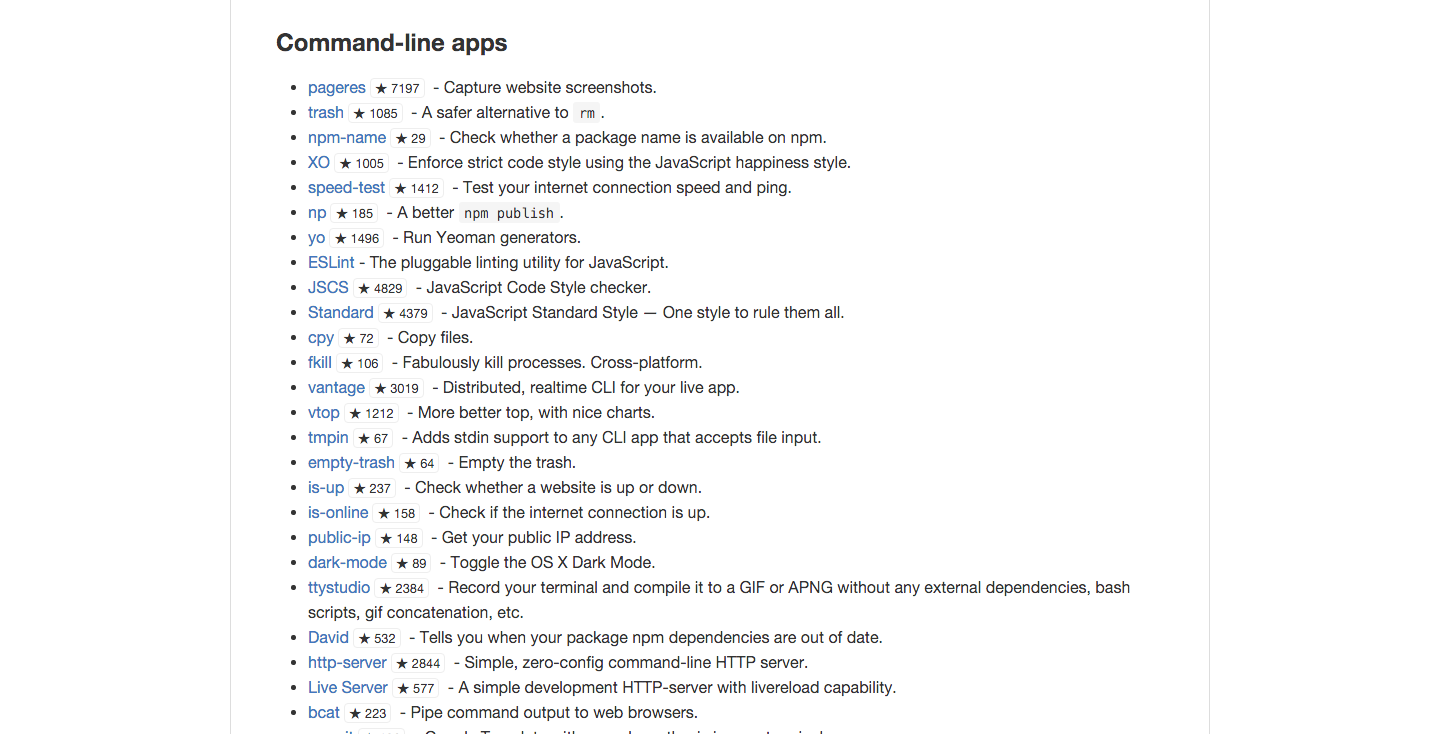 Command-line apps
pageres ★ 7197 - Capture website screenshots.
trash ★ 1085 - A safer alternative to rm .
npm-name ★ 29 - Check whether a package name is available on npm.
XO ★ 1005 - Enforce strict code style using the JavaScript happiness style.
speed-test ★ 1412 - Test your internet connection speed and ping.
np ★ 185 - A better npm publish .
yo ★ 1496 - Run Yeoman generators.
ESLint - The pluggable linting utility for JavaScript.
JSCS ★ 4829 - JavaScript Code Style checker.
Standard ★ 4379 - JavaScript Standard Style — One style to rule them all.
cpy ★ 72 - Copy files.
fkill ★ 106 - Fabulously kill processes. Cross-platform.
vantage ★ 3019 - Distributed, realtime CLI for your live app.
vtop ★ 1212 - More better top, with nice charts.
tmpin ★ 67 - Adds stdin support to any CLI app that accepts file input.
empty-trash ★ 64 - Empty the trash.
is-up ★ 237 - Check whether a website is up or down.
is-online ★ 158 - Check if the internet connection is up.
public-ip ★ 148 - Get your public IP address.
dark-mode ★ 89 - Toggle the OS X Dark Mode.
ttystudio ★ 2384 - Record your terminal and compile it to a GIF or APNG without any external dependencies, bash
scripts, gif concatenation, etc.
David ★ 532 - Tells you when your package npm dependencies are out of date.
http-server ★ 2844 - Simple, zero-config command-line HTTP server.
Live Server ★ 577 - A simple development HTTP-server with livereload capability.
bcat ★ 223 - Pipe command output to web browsers.